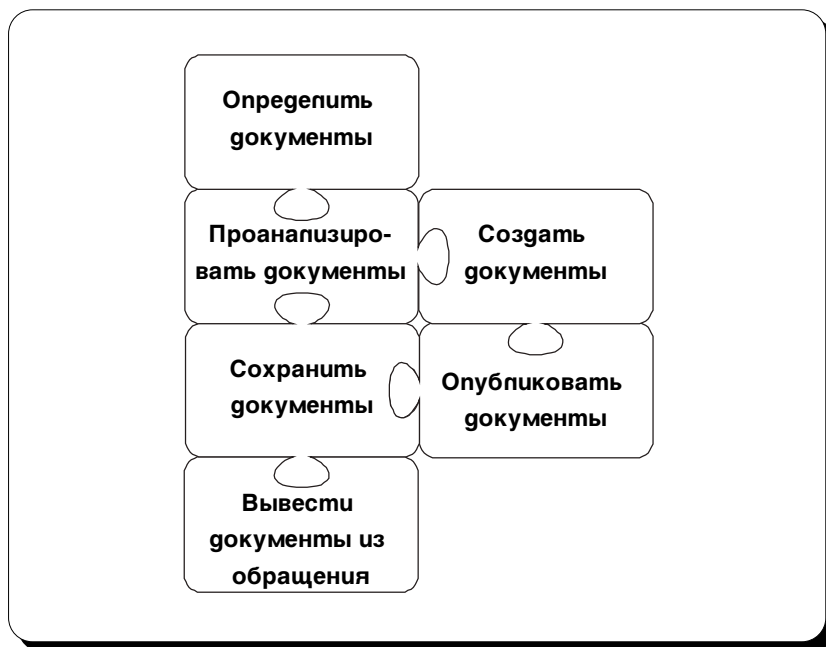 Определить
документы
Проанализиро-
вать документы
Создать
документы
Сохранить
документы
Опубликовать
документы
Вывести
документы из
обращения